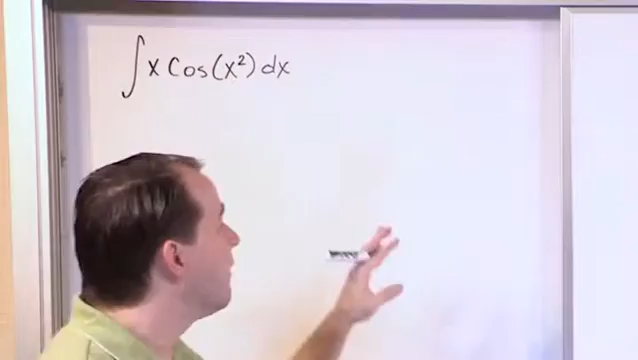 ∫ x Cos(x²) dx